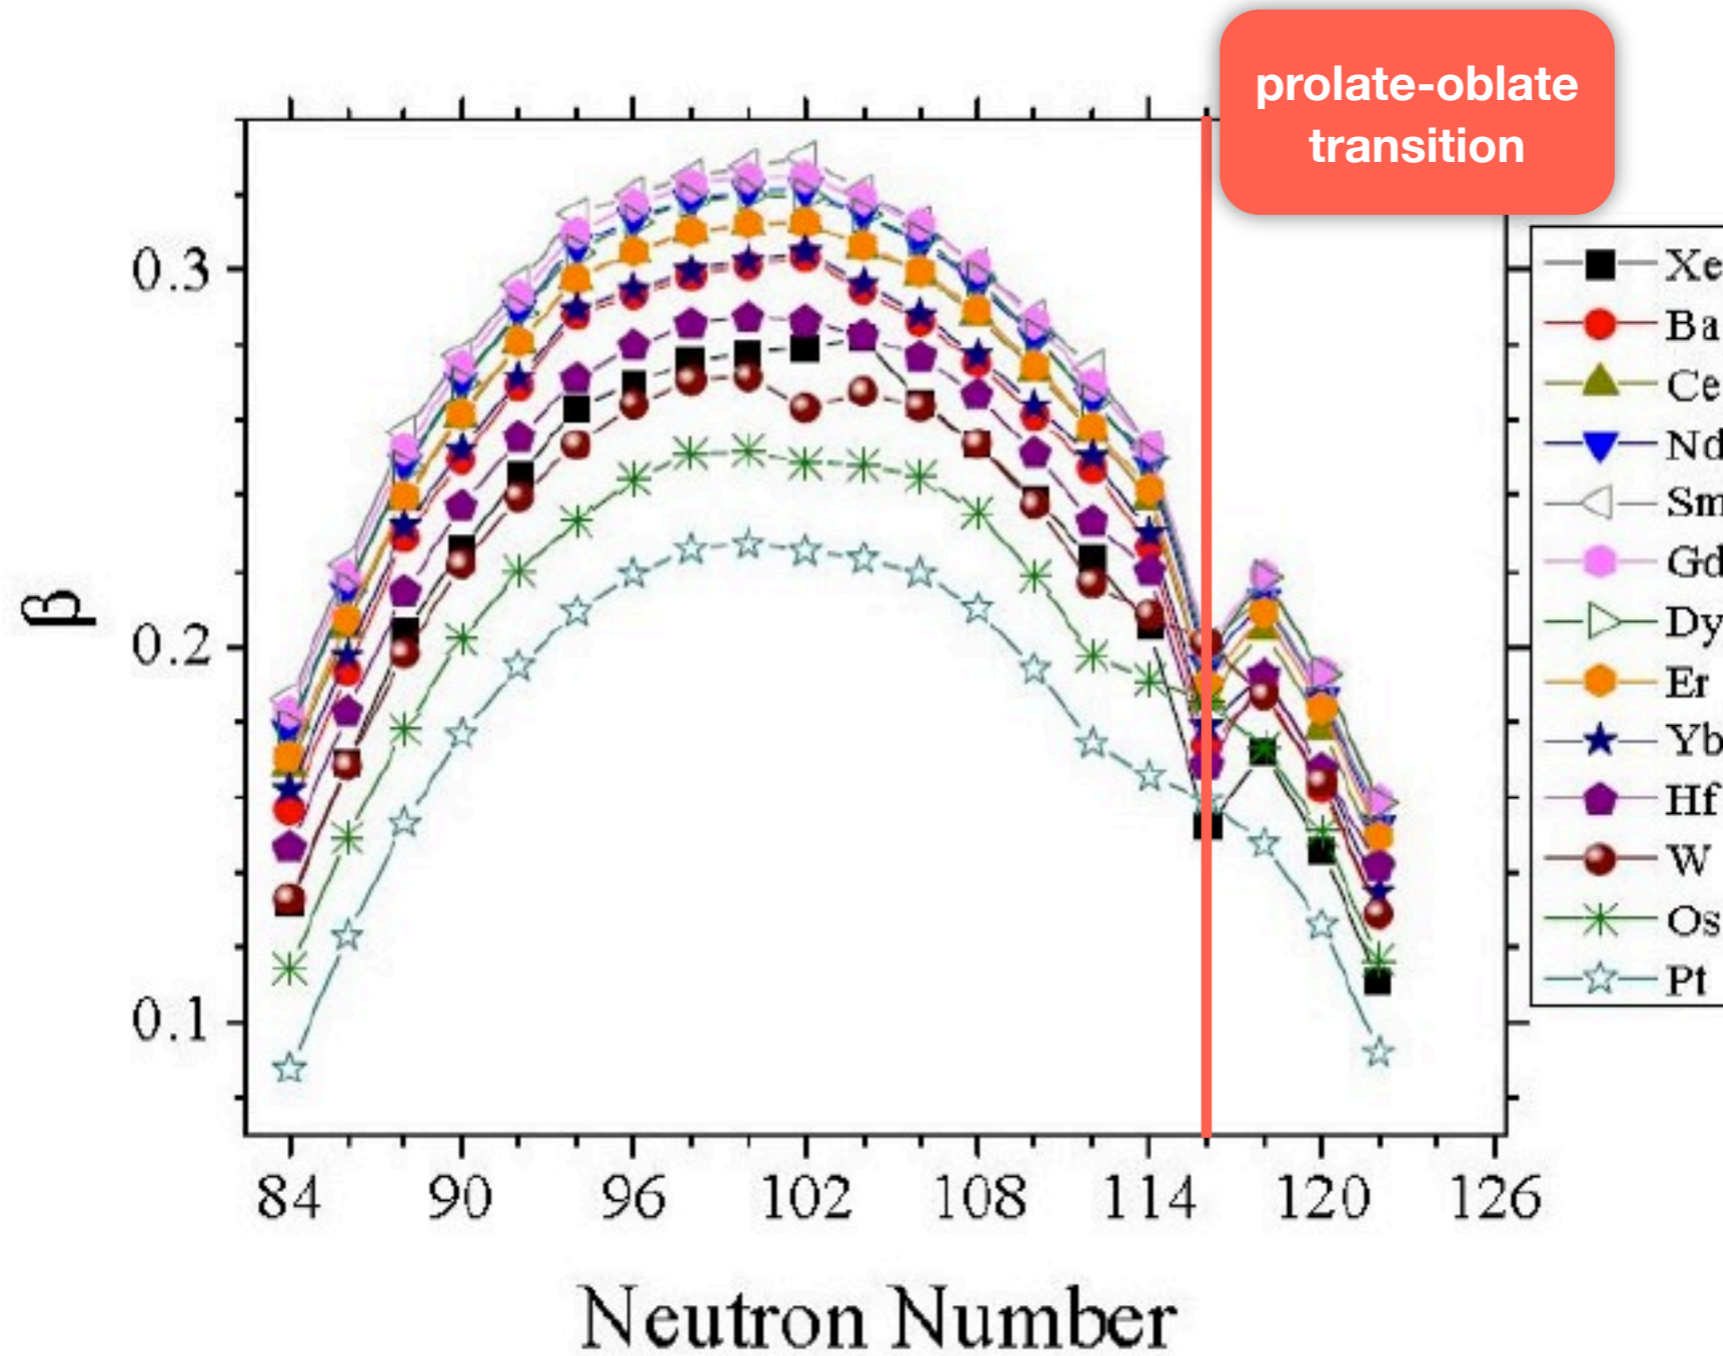 prolate-oblate
transition
0.3
0.2
0.1
β
84 90 96 102 108 114 120 126
Neutron Number
Xe
Ba
Ce
Nd
Sm
Gd
Dy
Er
Yb
Hf
W
Os
Pt